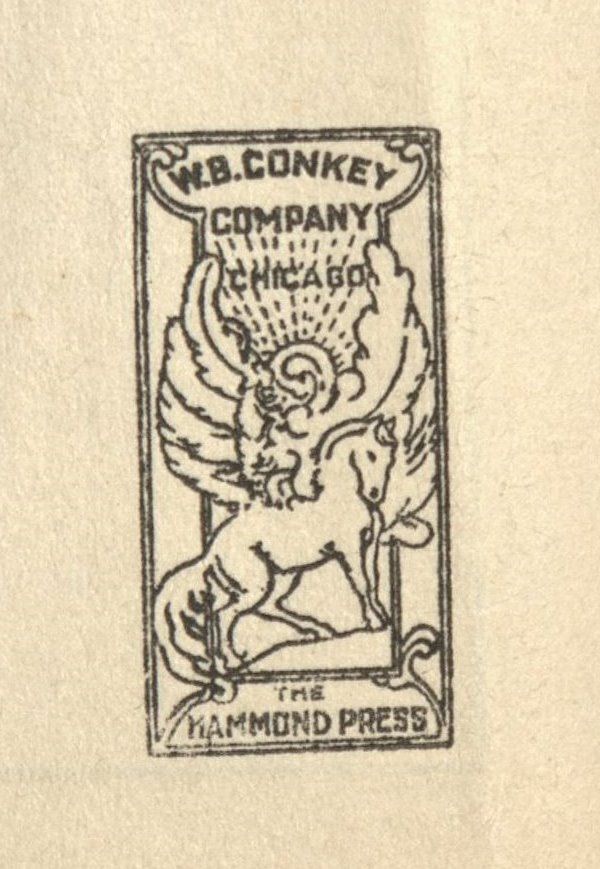 W.B. CONKEY
COMPANY
CHICAGO
THE
HAMMOND PRESS